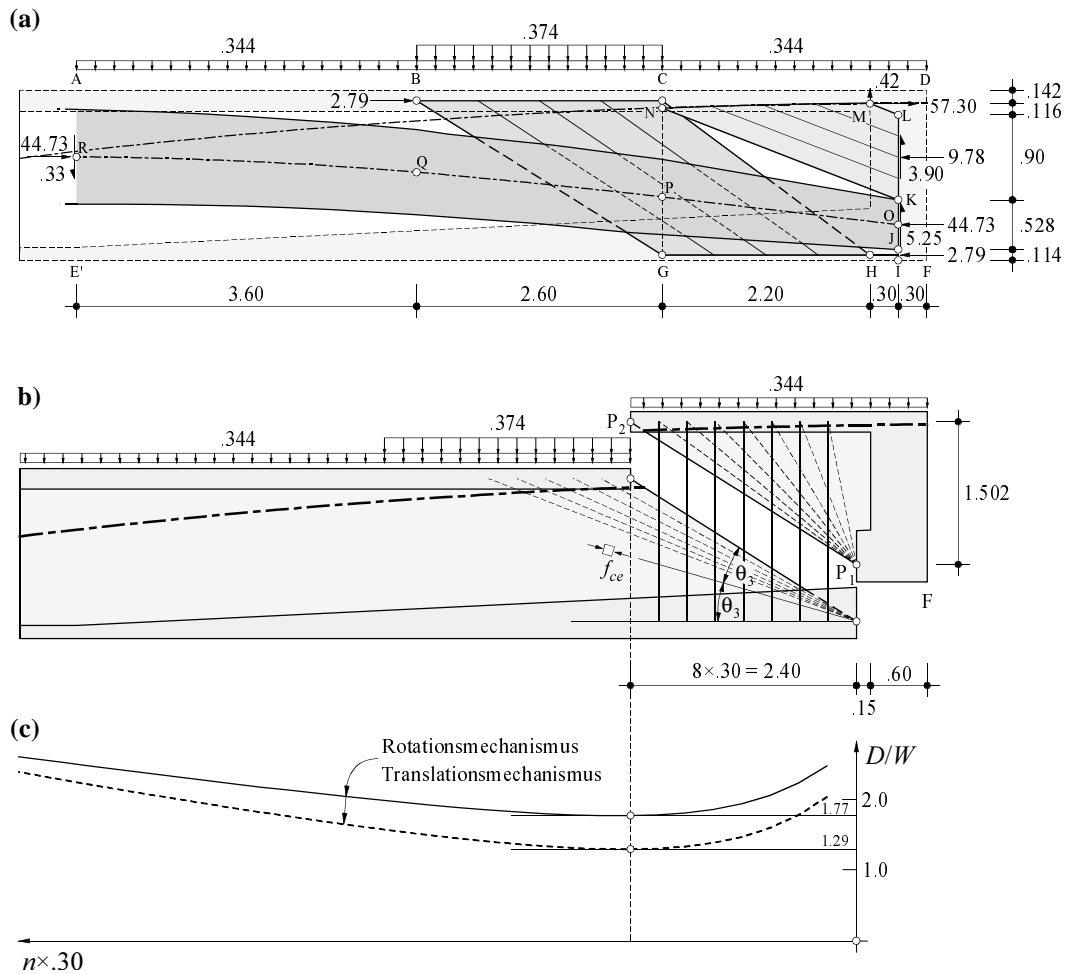 (a)
.374
.344
.344
A
B
C
.42
D
.142
2.79
57.30
.116
N
M
L
44.73
R
9.78
.90
.33
3.90
Q
P
K
O
44.73
.528
J
5.25
2.79
.114
E'
G
H
I
F
3.60
2.60
2.20
.30
.30
b)
.344
P2
.374
.344
1.502
fce
θ3
P1
θ3
F
8×.30 = 2.40
.60
.15
(c)
Rotationsmechanismus
Translationsmechanismus
D/W
2.0
1.77
1.29
1.0
n×.30